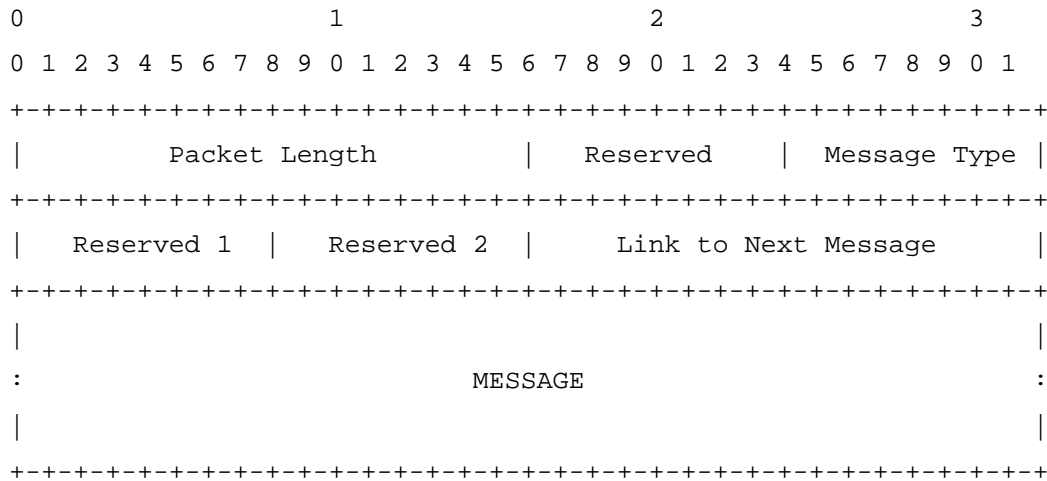 0                   1                   2                   3
0 1 2 3 4 5 6 7 8 9 0 1 2 3 4 5 6 7 8 9 0 1 2 3 4 5 6 7 8 9 0 1
+-+-+-+-+-+-+-+-+-+-+-+-+-+-+-+-+-+-+-+-+-+-+-+-+-+-+-+-+-+-+-+-+
|         Packet Length         |   Reserved    |  Message Type |
+-+-+-+-+-+-+-+-+-+-+-+-+-+-+-+-+-+-+-+-+-+-+-+-+-+-+-+-+-+-+-+-+
|   Reserved 1  |   Reserved 2  |     Link to Next Message      |
+-+-+-+-+-+-+-+-+-+-+-+-+-+-+-+-+-+-+-+-+-+-+-+-+-+-+-+-+-+-+-+-+
|                                                               |
:                            MESSAGE                            :
|                                                               |
+-+-+-+-+-+-+-+-+-+-+-+-+-+-+-+-+-+-+-+-+-+-+-+-+-+-+-+-+-+-+-+-+